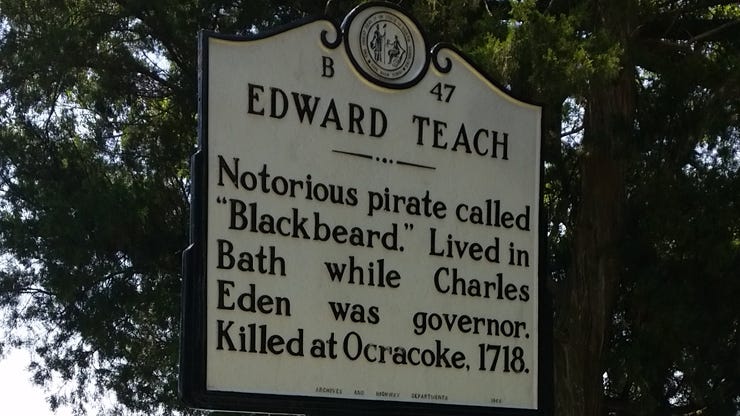 B 47
EDWARD TEACH
Notorious pirate called
"Blackbeard." Lived in
Bath while Charles
Eden was governor.
Killed at Ocracoke, 1718.
ARCHIVES AND HIGHWAY DEPARTMENTS